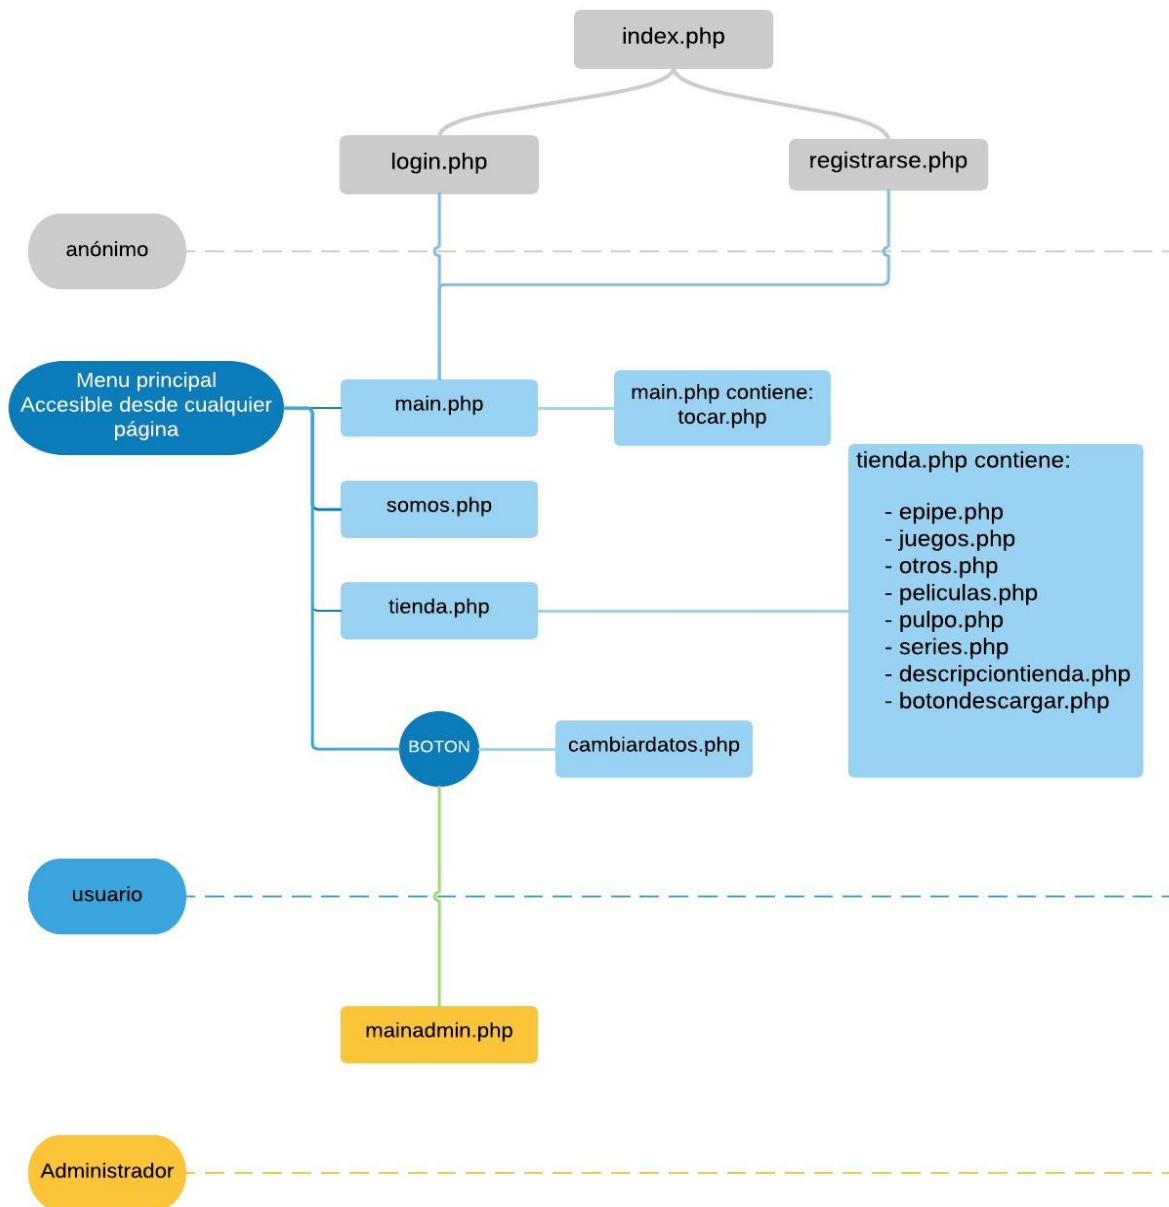 index.php
login.php
registrarse.php
anónimo
Menu principal
Accesible desde cualquier
página
main.php
main.php contiene:
tocar.php
somos.php
tienda.php
tienda.php contiene:
- epipe.php
- juegos.php
- otros.php
- peliculas.php
- pulpo.php
- series.php
- descripciontienda.php
- botondescargar.php
BOTON
cambiardatos.php
usuario
mainadmin.php
Administrador